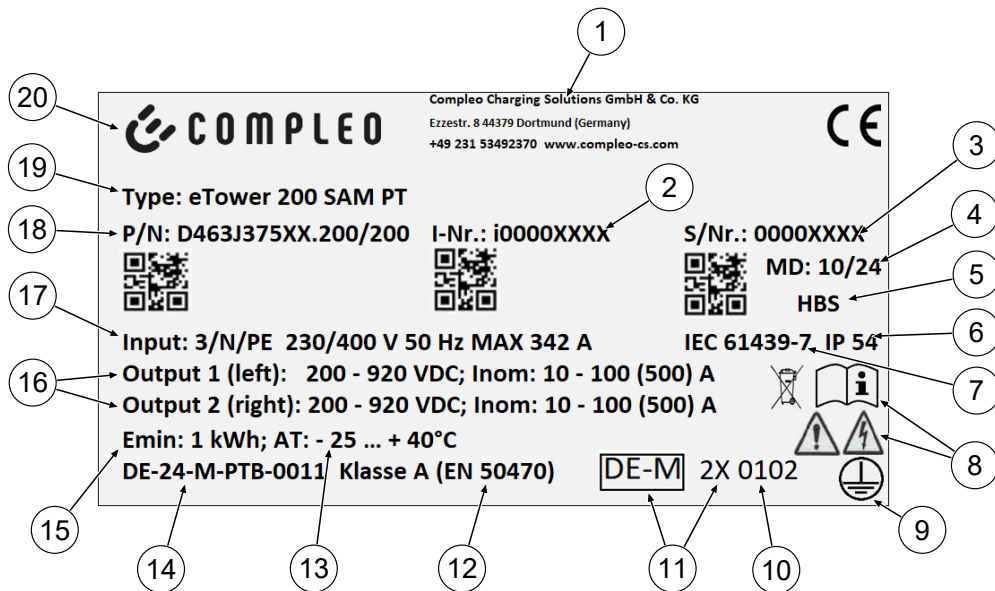 1
20
COMPLEO
Compleo Charging Solutions GmbH & Co. KG
Ezzestr. 8 44379 Dortmund (Germany)
+49 231 53492370 www.compleo-cs.com
CE
3
19
Type: eTower 200 SAM PT
2
4
18
P/N: D463J375XX.200/200 I-Nr.: i0000XXXX S/Nr.: 0000XXXX
MD: 10/24
5
17
HBS
6
Input: 3/N/PE 230/400 V 50 Hz MAX 342 A IEC 61439-7 IP 54
7
16
Output 1 (left): 200 - 920 VDC; Inom: 10 - 100 (500) A
Output 2 (right): 200 - 920 VDC; Inom: 10 - 100 (500) A
i
8
Emin: 1 kWh; AT: - 25 ... + 40°C
DE-24-M-PTB-0011 Klasse A (EN 50470) DE-M 2X 0102
15
14
13
12
11
10
9